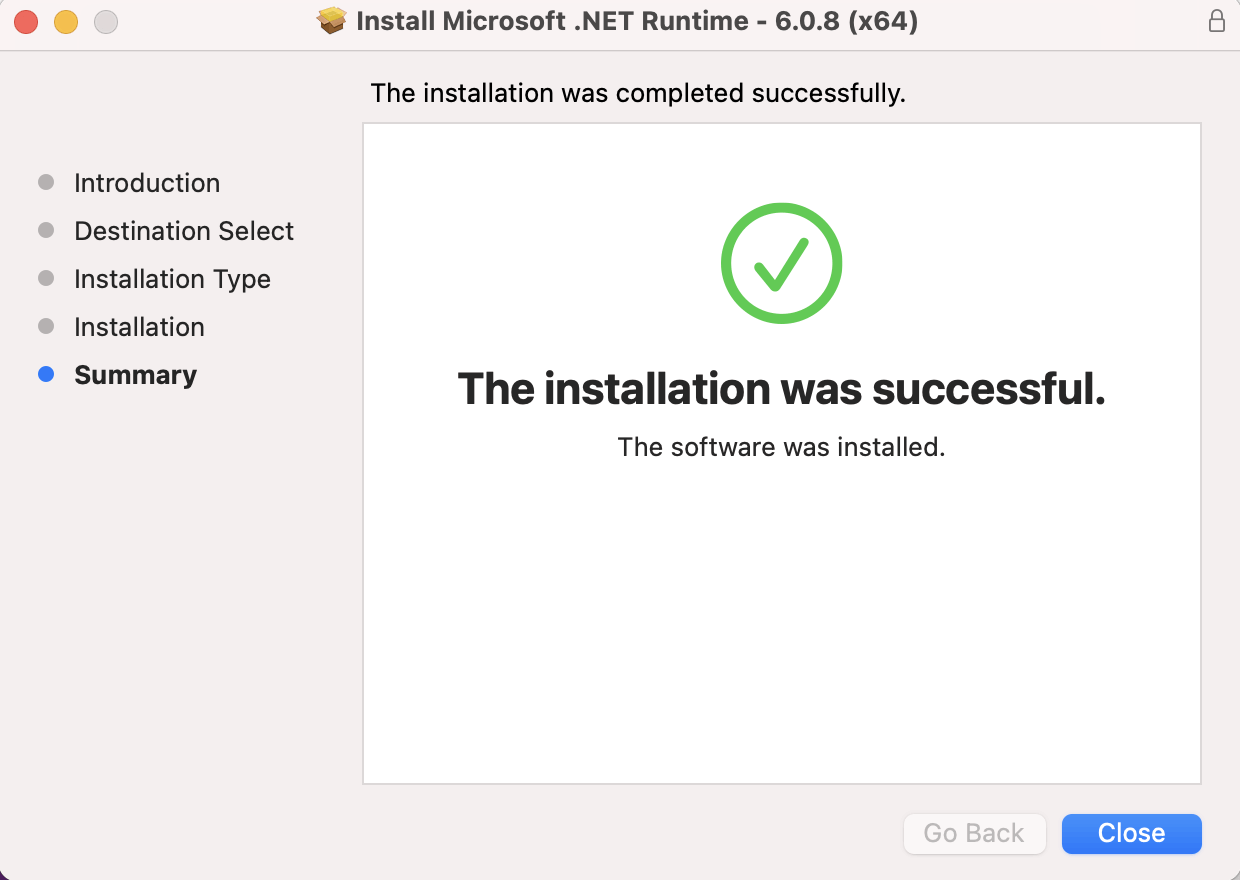 Install Microsoft .NET Runtime - 6.0.8 (x64)
The installation was completed successfully.
Introduction
Destination Select
Installation Type
Installation
Summary
The installation was successful.
The software was installed.
Go Back
Close